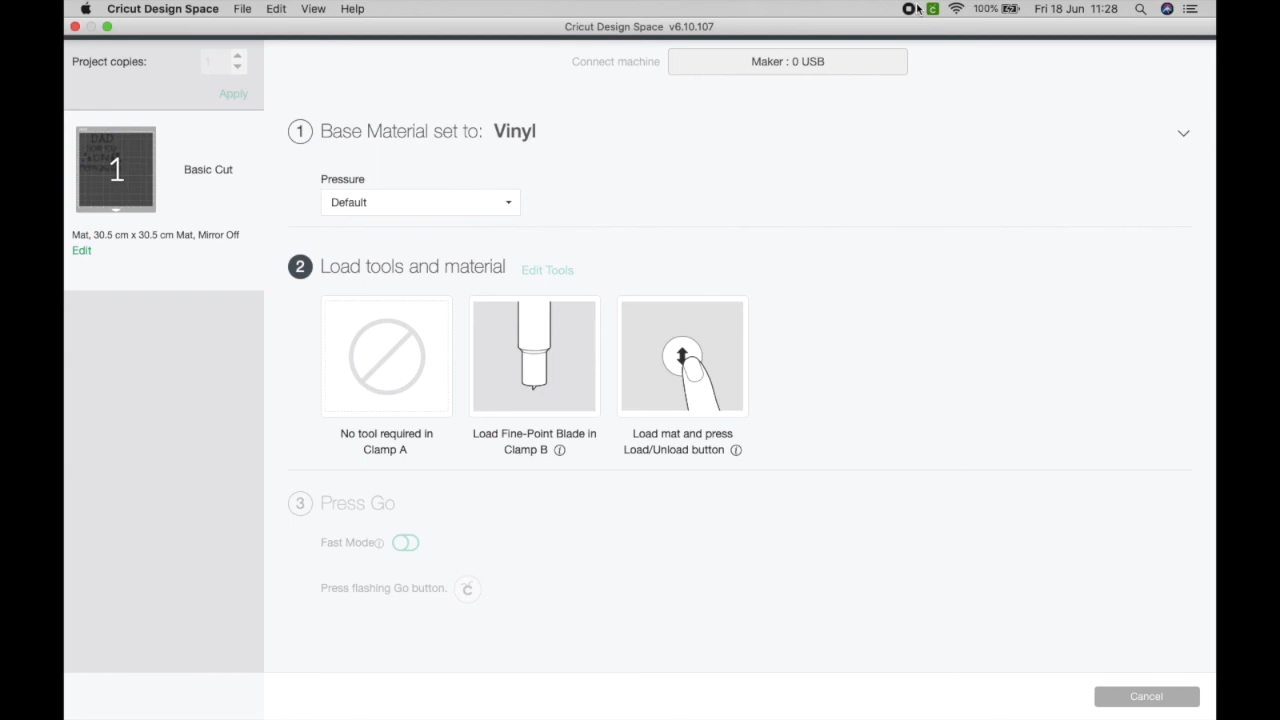 Cricut Design Space File Edit View Help 100% Fri 18 Jun 11:28
Cricut Design Space v6.10.107
Project copies: 1
Apply
Connect machine Maker : 0 USB
1 Base Material set to: Vinyl
Pressure
Default
1 Basic Cut
DAD
Mat, 30.5 cm x 30.5 cm Mat, Mirror Off
Edit
2 Load tools and material Edit Tools
No tool required in
Clamp A
Load Fine-Point Blade in
Clamp B
Load mat and press
Load/Unload button
3 Press Go
Fast Mode
Press flashing Go button.
Cancel